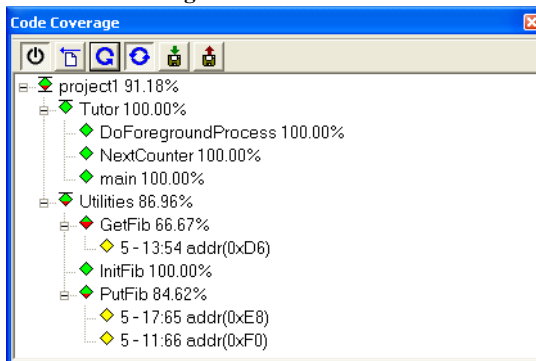 Code Coverage
project1 91.18%
Tutor 100.00%
DoForegroundProcess 100.00%
NextCounter 100.00%
main 100.00%
Utilities 86.96%
GetFib 66.67%
5 - 13:54 addr(0xD6)
InitFib 100.00%
PutFib 84.62%
5 - 17:65 addr(0xE8)
5 - 11:66 addr(0xF0)